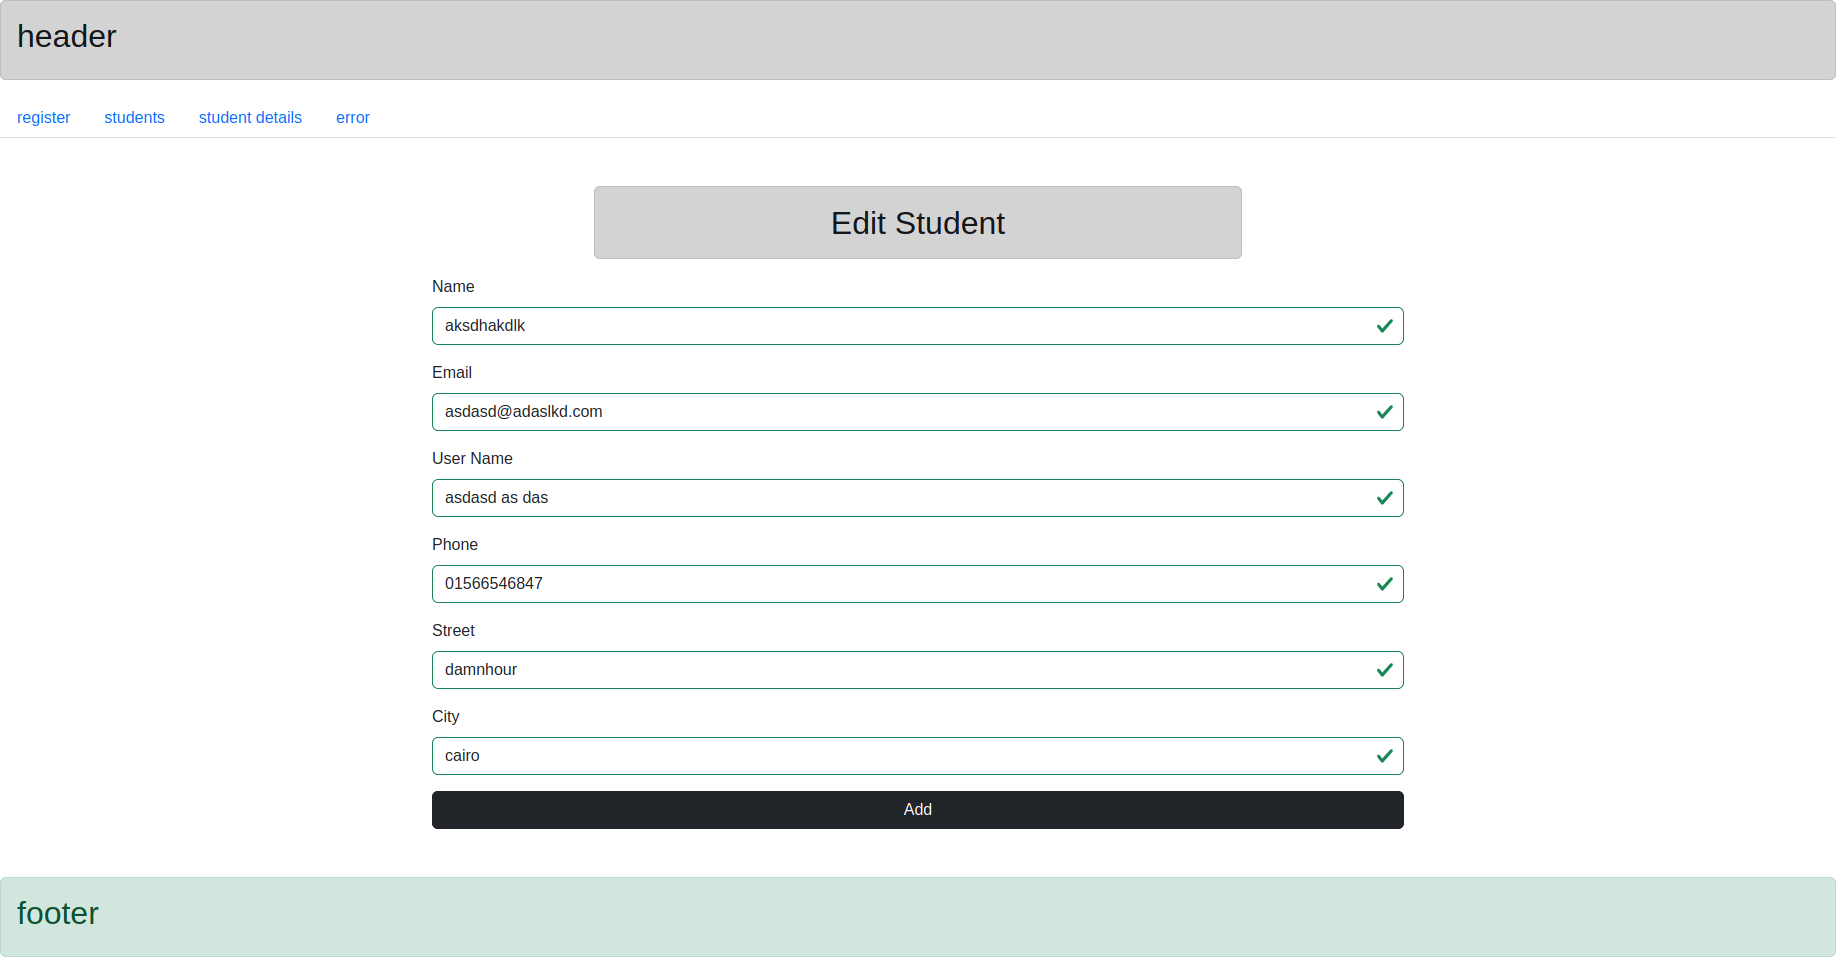 header
register students student details error
Edit Student
Name
aksdhakdlk
Email
asdasd@adaslkd.com
User Name
asdasd as das
Phone
01566546847
Street
damnhour
City
cairo
Add
footer